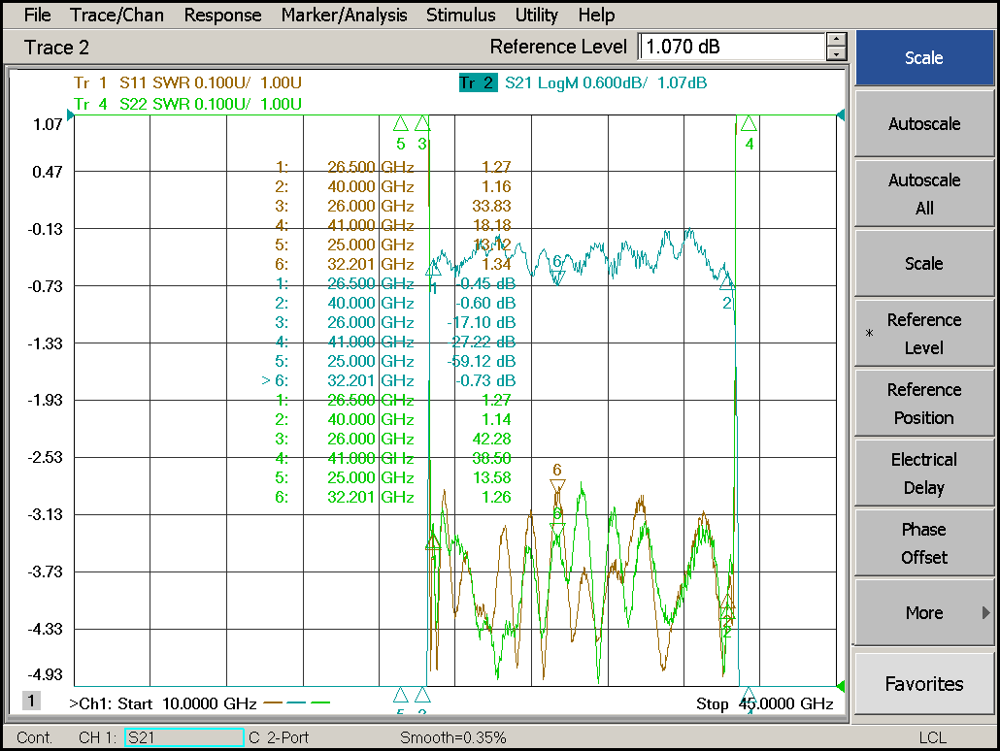 File Trace/Chan Response Marker/Analysis Stimulus Utility Help
Trace 2 Reference Level 1.070 dB
Tr 1 S11 SWR 0.100U/ 1.00U Tr 2 S21 LogM 0.600dB/ 1.07dB
Tr 4 S22 SWR 0.100U/ 1.00U
1.07
0.47
-0.13
-0.73
-1.33
-1.93
-2.53
-3.13
-3.73
-4.33
-4.93
5 3 4
1: 26.500 GHz 1.27
2: 40.000 GHz 1.16
3: 26.000 GHz 33.83
4: 41.000 GHz 18.18
5: 25.000 GHz 13.12
6: 32.201 GHz 1.34
1: 26.500 GHz -0.45 dB
2: 40.000 GHz -0.60 dB
3: 26.000 GHz -17.10 dB
4: 41.000 GHz -27.22 dB
5: 25.000 GHz -59.12 dB
> 6: 32.201 GHz -0.73 dB
1: 26.500 GHz 1.27
2: 40.000 GHz 1.14
3: 26.000 GHz 42.28
4: 41.000 GHz 38.50
5: 25.000 GHz 13.58
6: 32.201 GHz 1.26
6
1
2
6
6
2
2
1 >Ch1: Start 10.0000 GHz Stop 45.0000 GHz
Scale
Autoscale
Autoscale
All
Scale
* Reference
Level
Reference
Position
Electrical
Delay
Phase
Offset
More
Favorites
Cont. CH 1: S21 C 2-Port Smooth=0.35% LCL